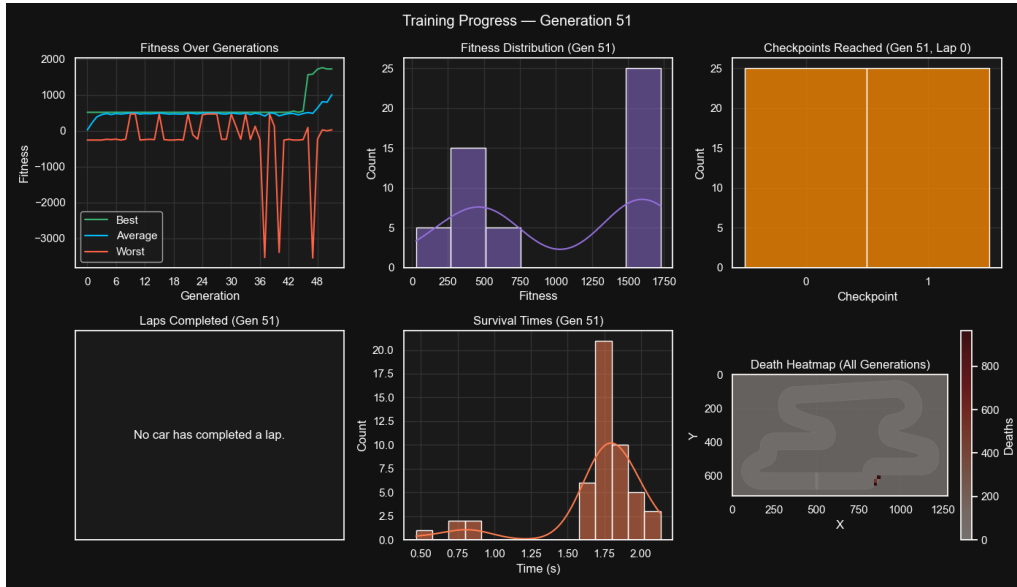 Training Progress — Generation 51
Fitness Over Generations
2000
1000
0
−1000
−2000
−3000
Fitness
Best
Average
Worst
0 6 12 18 24 30 36 42 48
Generation
Fitness Distribution (Gen 51)
25
20
15
10
5
0
Count
0 250 500 750 1000 1250 1500 1750
Fitness
Checkpoints Reached (Gen 51, Lap 0)
25
20
15
10
5
0
Count
0 1
Checkpoint
Laps Completed (Gen 51)
No car has completed a lap.
Survival Times (Gen 51)
20.0
17.5
15.0
12.5
10.0
7.5
5.0
2.5
0.0
Count
0.50 0.75 1.00 1.25 1.50 1.75 2.00
Time (s)
Death Heatmap (All Generations)
0
200
400
600
Y
0 250 500 750 1000 1250
X
800
600
400
200
0
Deaths